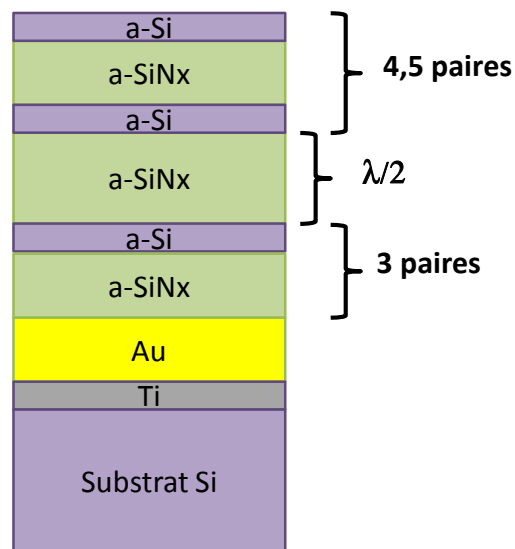 a-Si
a-SiNx
a-Si
4,5 paires
a-SiNx
λ/2
a-Si
a-SiNx
3 paires
Au
Ti
Substrat Si